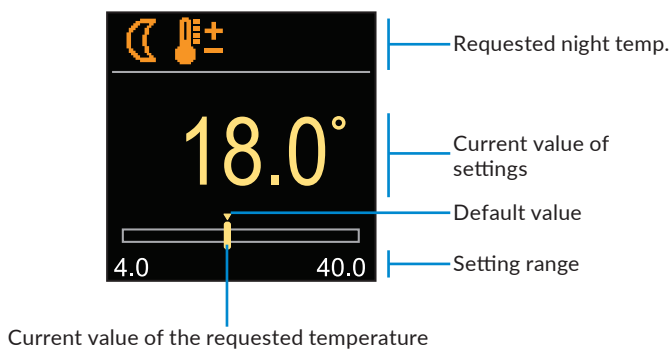 Requested night temp.
18.0°
Current value of
settings
Default value
4.0 40.0
Setting range
Current value of the requested temperature